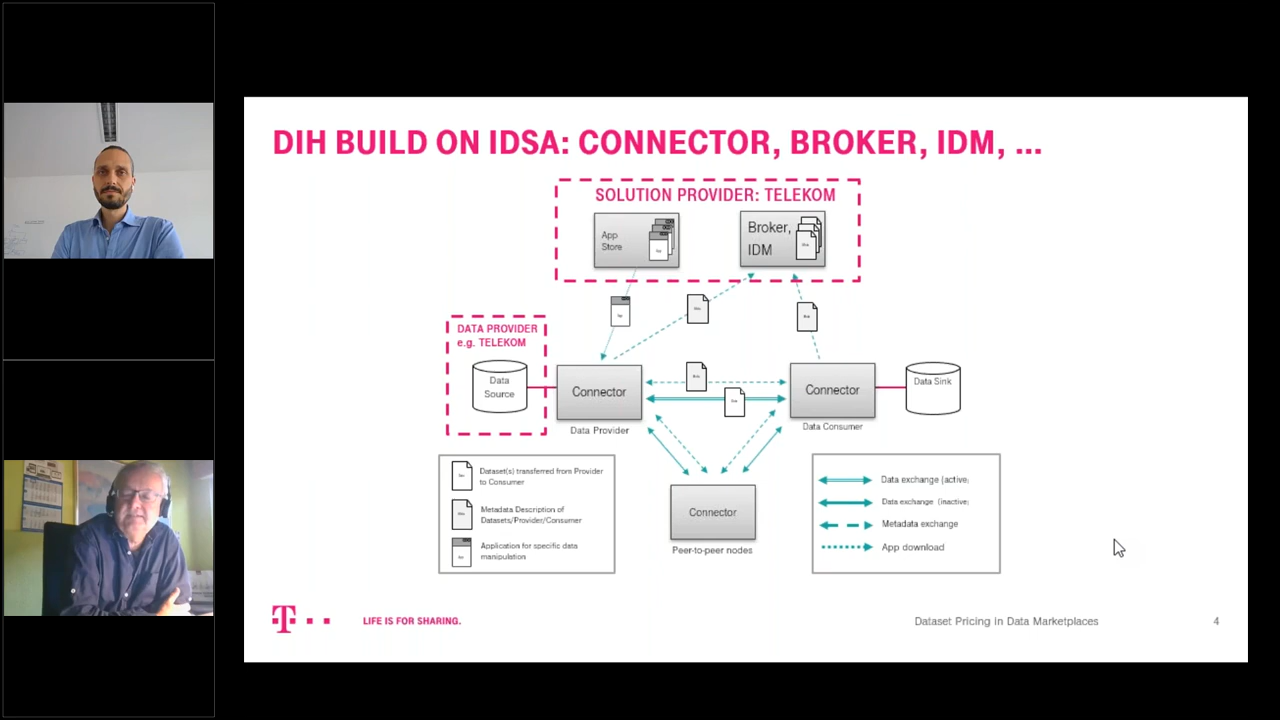 DIH BUILD ON IDSA: CONNECTOR, BROKER, IDM, ...
SOLUTION PROVIDER: TELEKOM
App
Store
Broker,
IDM
DATA PROVIDER
e.g. TELEKOM
Data
Source
Connector
Data Provider
Connector
Data Consumer
Data Sink
Connector
Peer-to-peer nodes
Dataset(s) transferred from Provider
to Consumer
Metadata Description of
Datasets/Provider/Consumer
Application for specific data
manipulation
Data exchange (active;
Data exchange (inactive;
Metadata exchange
App download
T
LIFE IS FOR SHARING.
Dataset Pricing in Data Marketplaces
4